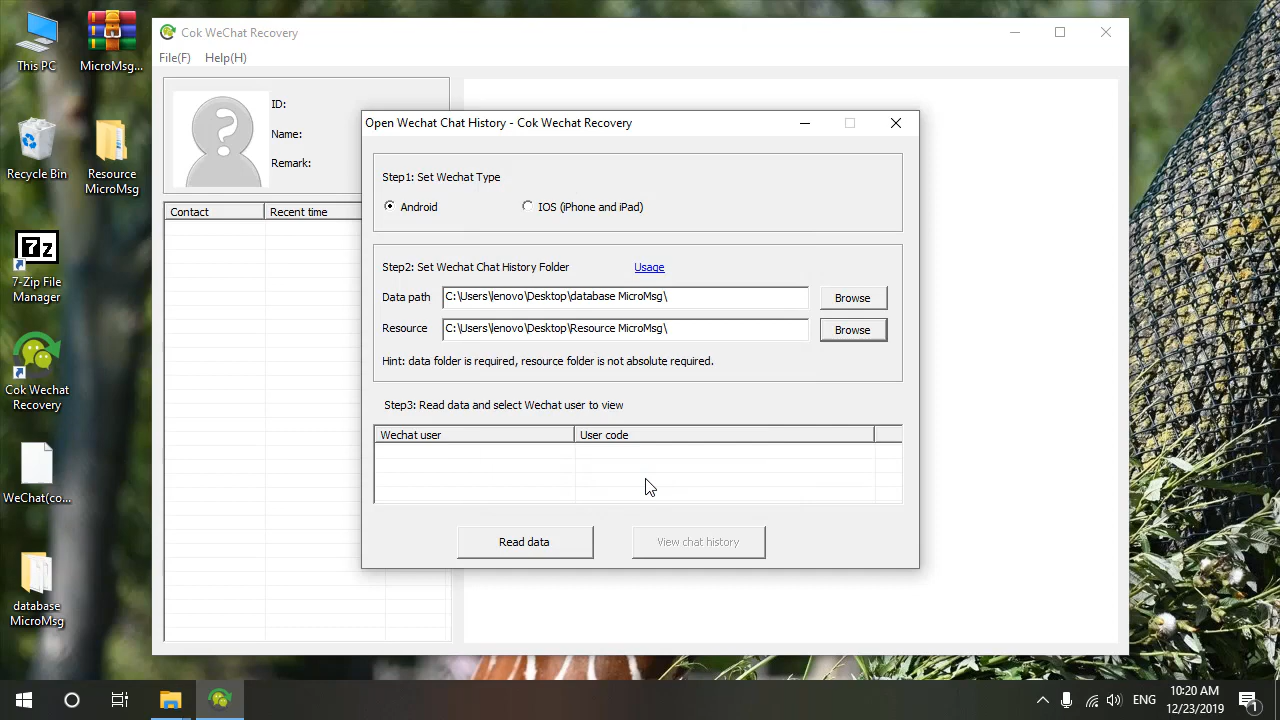 This PC
MicroMsg...
Recycle Bin
Resource
MicroMsg
7z
7-Zip File
Manager
Cok Wechat
Recovery
WeChat(co...
database
MicroMsg
Cok WeChat Recovery
File(F) Help(H)
ID:
Name:
Remark:
Contact Recent time
Open Wechat Chat History - Cok Wechat Recovery
Step1: Set Wechat Type
Android IOS (iPhone and iPad)
Step2: Set Wechat Chat History Folder Usage
Data path C:\Users\lenovo\Desktop\database MicroMsg\ Browse
Resource C:\Users\lenovo\Desktop\Resource MicroMsg\ Browse
Hint: data folder is required, resource folder is not absolute required.
Step3: Read data and select Wechat user to view
Wechat user User code
Read data View chat history
ENG
10:20 AM
12/23/2019
1